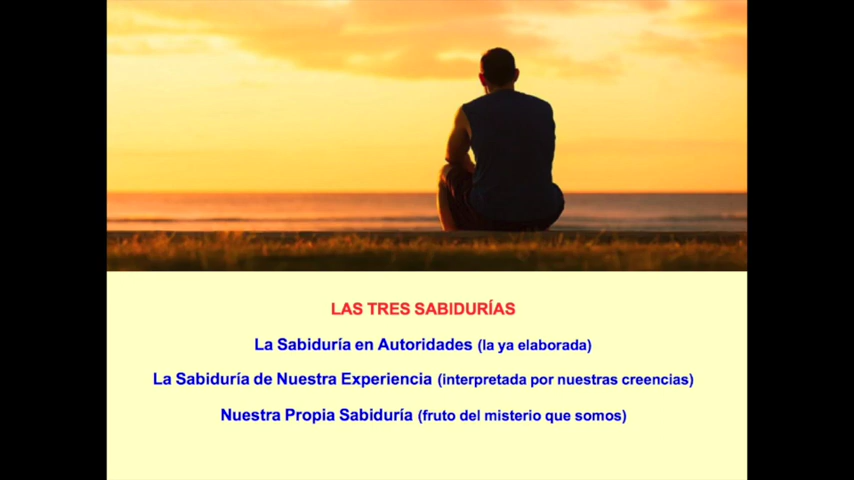 LAS TRES SABIDURÍAS
La Sabiduría en Autoridades (la ya elaborada)
La Sabiduría de Nuestra Experiencia (interpretada por nuestras creencias)
Nuestra Propia Sabiduría (fruto del misterio que somos)